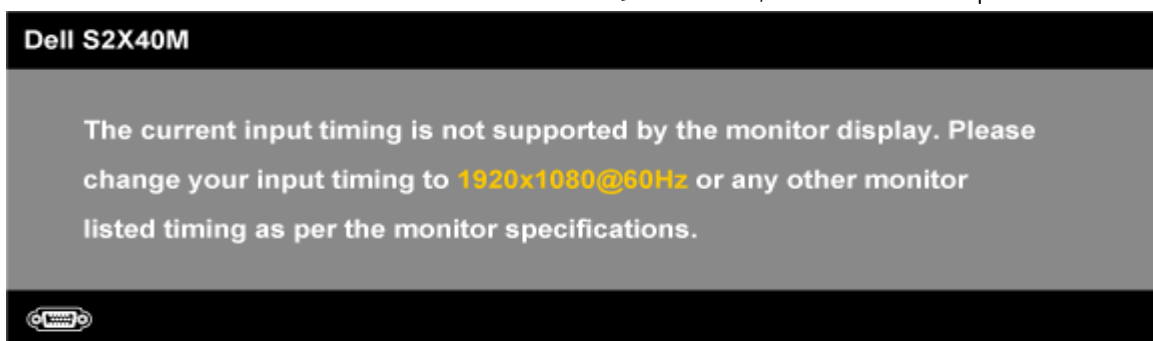 Dell S2X40M
The current input timing is not supported by the monitor display. Please
change your input timing to 1920x1080@60Hz or any other monitor
listed timing as per the monitor specifications.